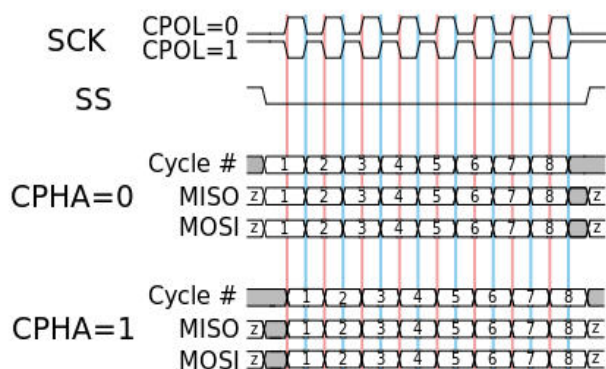 SCK CPOL=0
CPOL=1
SS
Cycle # 1 2 3 4 5 6 7 8
CPHA=0 MISO z 1 2 3 4 5 6 7 8 z
MOSI z 1 2 3 4 5 6 7 8 z
Cycle # 1 2 3 4 5 6 7 8
CPHA=1 MISO z 1 2 3 4 5 6 7 8 z
MOSI z 1 2 3 4 5 6 7 8 z